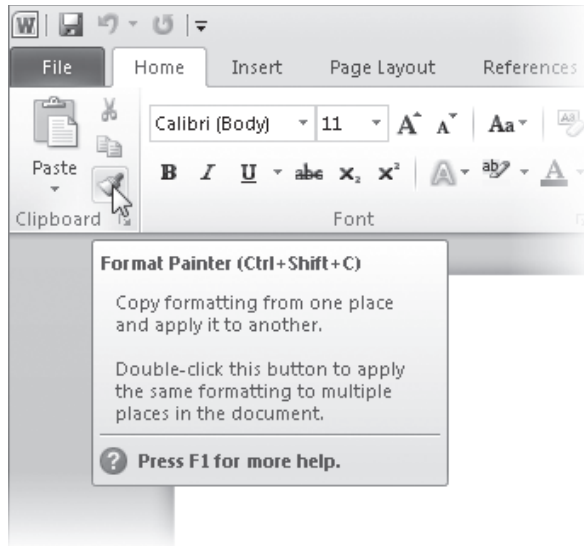 W
File Home Insert Page Layout References
Calibri (Body) 11 A A Aa
Paste
B I U abc X₂ X² A ab A
Clipboard Font
Format Painter (Ctrl+Shift+C)
Copy formatting from one place
and apply it to another.
Double-click this button to apply
the same formatting to multiple
places in the document.
Press F1 for more help.